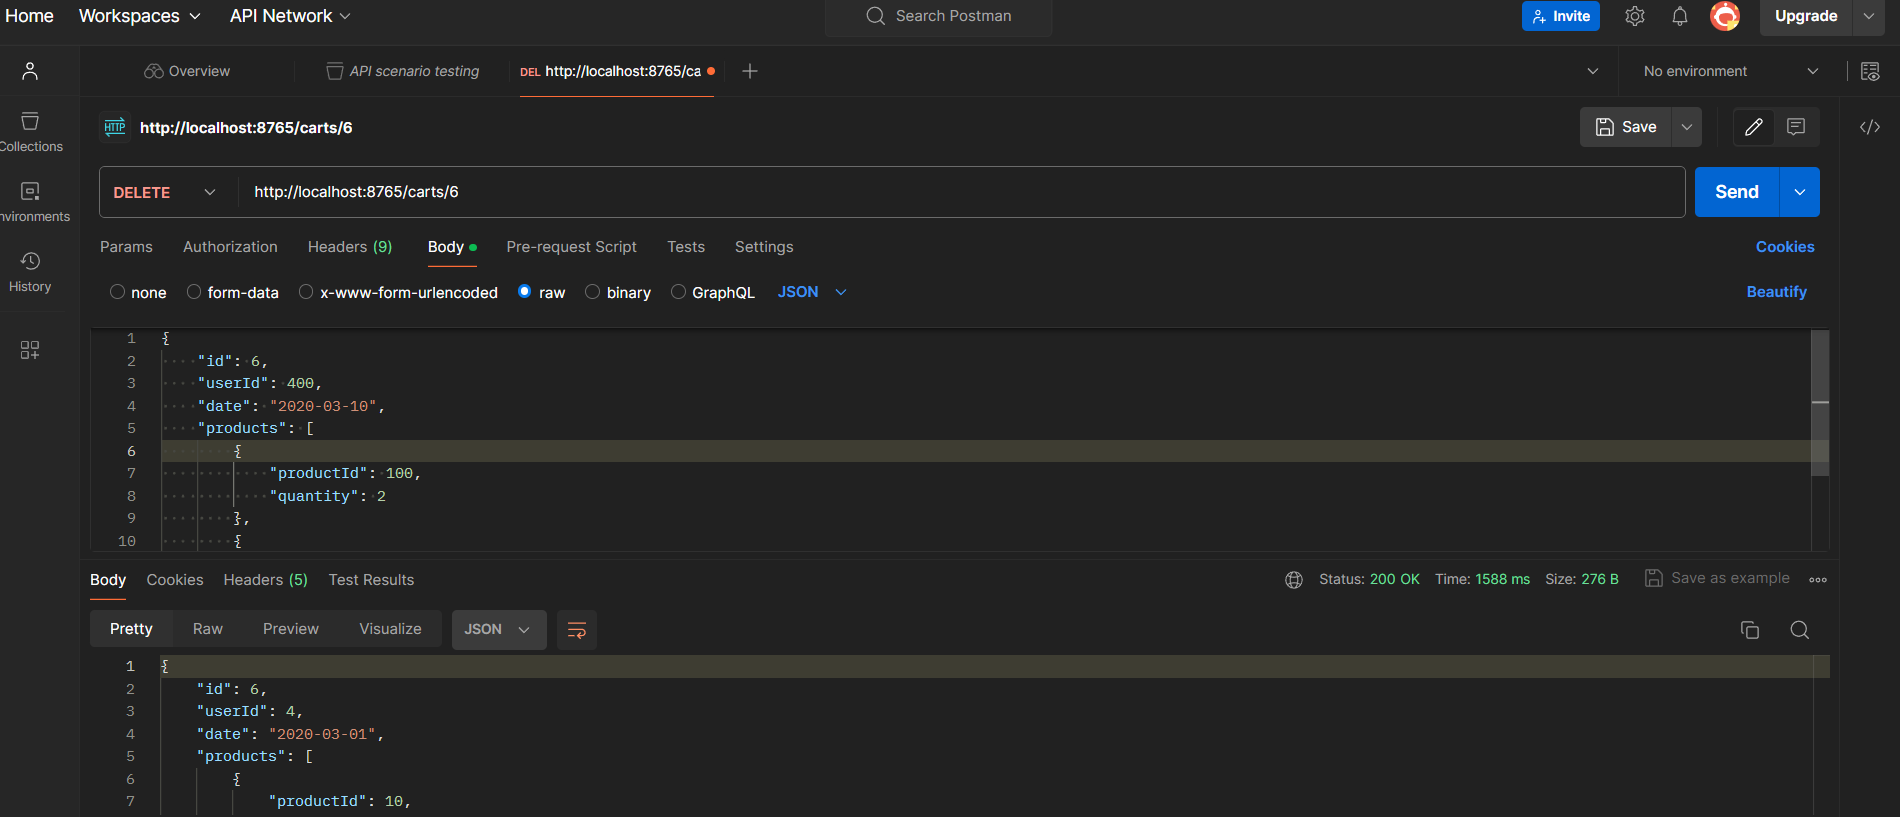 Home Workspaces API Network Search Postman Invite Upgrade
Overview API scenario testing DEL http://localhost:8765/ca No environment
HTTP http://localhost:8765/carts/6 Save
Collections
nvironments
History
DELETE http://localhost:8765/carts/6 Send
Params Authorization Headers (9) Body Pre-request Script Tests Settings Cookies
none form-data x-www-form-urlencoded raw binary GraphQL JSON Beautify
1 {
2 "id": 6,
3 "userId": 400,
4 "date": "2020-03-10",
5 "products": [
6 {
7 "productId": 100,
8 "quantity": 2
9 },
10 {
Body Cookies Headers (5) Test Results Status: 200 OK Time: 1588 ms Size: 276 B Save as example
Pretty Raw Preview Visualize JSON
1 {
2 "id": 6,
3 "userId": 4,
4 "date": "2020-03-01",
5 "products": [
6 {
7 "productId": 10,